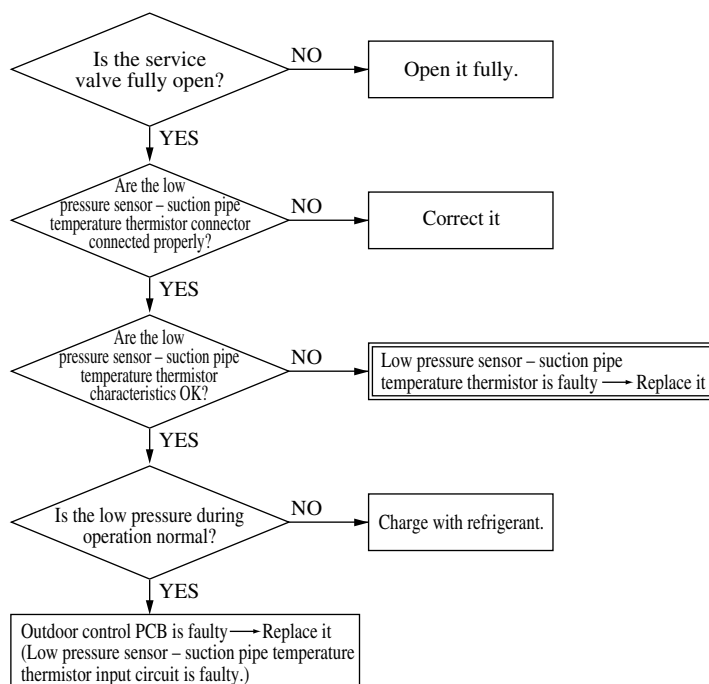 Is the service
valve fully open?
NO
Open it fully.
YES
Are the low
pressure sensor – suction pipe
temperature thermistor connector
connected properly?
NO
Correct it
YES
Are the low
pressure sensor – suction pipe
temperature thermistor
characteristics OK?
NO
Low pressure sensor – suction pipe
temperature thermistor is faulty → Replace it
YES
Is the low pressure during
operation normal?
NO
Charge with refrigerant.
YES
Outdoor control PCB is faulty → Replace it
(Low pressure sensor – suction pipe temperature
thermistor input circuit is faulty.)